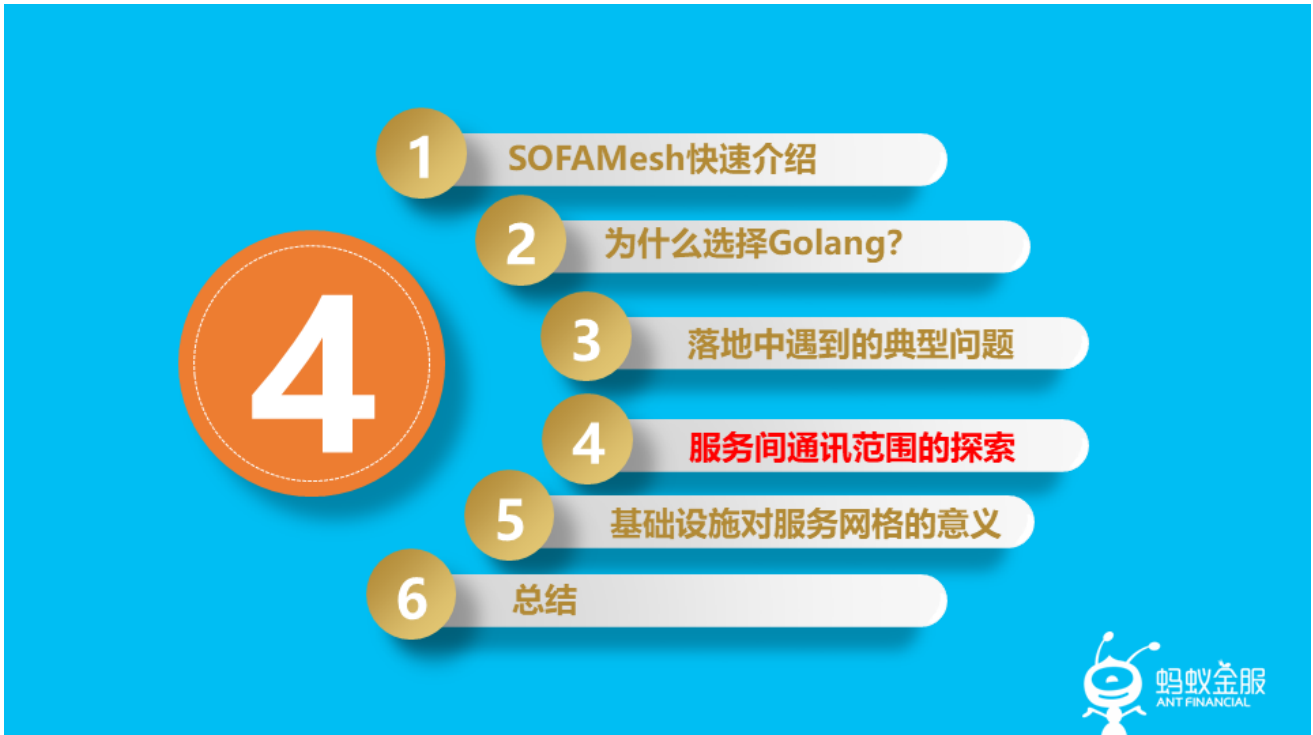 1
SOFAMesh快速介绍
2
为什么选择Golang?
3
落地中遇到的典型问题
4
4
服务间通讯范围的探索
5
基础设施对服务网格的意义
6
总结
蚂蚁金服
ANT FINANCIAL